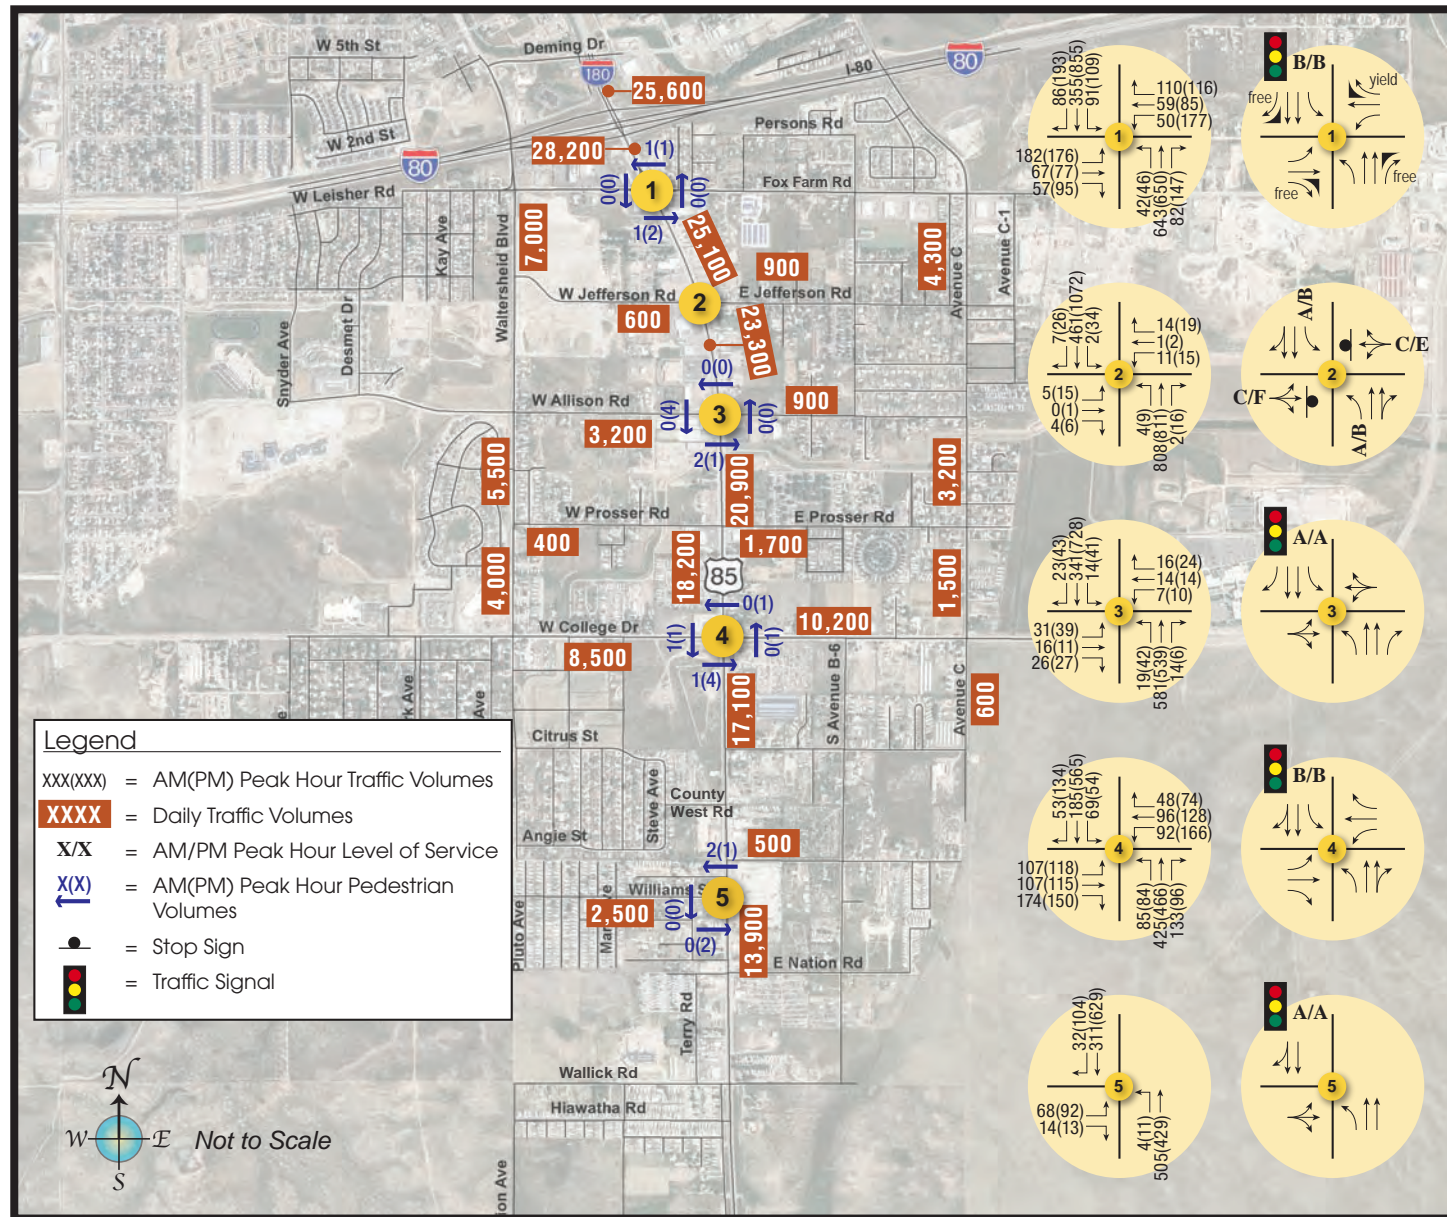 W 5th St
Deming Dr
180
80
I-80
25,600
W 2nd St
Persons Rd
28,200
1(1)
80
W Leisher Rd
0(0)
1
0(0)
Fox Farm Rd
1(2)
Kay Ave
Waltersheid Blvd
7,000
25,100
4,300
Avenue C
Avenue C-1
900
W Jefferson Rd
2
E Jefferson Rd
600
23,300
Snyder Ave
Desmet Dr
0(0)
W Allison Rd
0(4)
3
0(0)
900
3,200
2(1)
5,500
20,900
3,200
W Prosser Rd
E Prosser Rd
400
1,700
4,000
18,200
85
1,500
0(1)
W College Dr
1(1)
4
0(1)
10,200
8,500
1(4)
17,100
S Avenue B-6
Avenue C
600
Citrus St
Steve Ave
County
West Rd
Angie St
500
2(1)
Williams S
2,500
0(0)
5
0(2)
13,900
Pluto Ave
E Nation Rd
Terry Rd
Wallick Rd
Hiawatha Rd
ion Ave
rk Ave
Ave
Legend
XXX(XXX) = AM(PM) Peak Hour Traffic Volumes
XXXX = Daily Traffic Volumes
X/X = AM/PM Peak Hour Level of Service
X(X) = AM(PM) Peak Hour Pedestrian
Volumes
= Stop Sign
= Traffic Signal
N
W E
S
Not to Scale
86(193)
355(855)
91(109)
110(116)
59(85)
50(177)
1
182(176)
67(77)
57(95)
42(46)
643(650)
82(147)
B/B
free
yield
1
free
free
7(26)
461(1072)
2(34)
14(19)
1(2)
11(15)
2
5(15)
0(1)
4(6)
4(9)
808(811)
2(16)
A/B
C/E
2
C/F
A/B
23(43)
341(728)
14(41)
16(24)
14(14)
7(10)
3
31(39)
16(11)
26(27)
19(42)
581(539)
14(6)
A/A
3
53(134)
185(565)
69(54)
48(74)
96(128)
92(166)
4
107(118)
107(115)
174(150)
85(84)
425(466)
133(96)
B/B
4
32(104)
311(629)
5
68(92)
14(13)
4(11)
505(429)
A/A
5